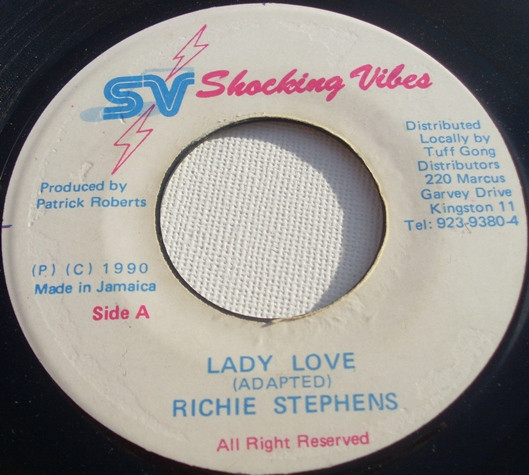 SV Shocking Vibes
Produced by
Patrick Roberts
Distributed
Locally by
Tuff Gong
Distributors
220 Marcus
Garvey Drive
Kingston 11
Tel: 923-9380-4
(P) (C) 1990
Made in Jamaica
Side A
LADY LOVE
(ADAPTED)
RICHIE STEPHENS
All Right Reserved